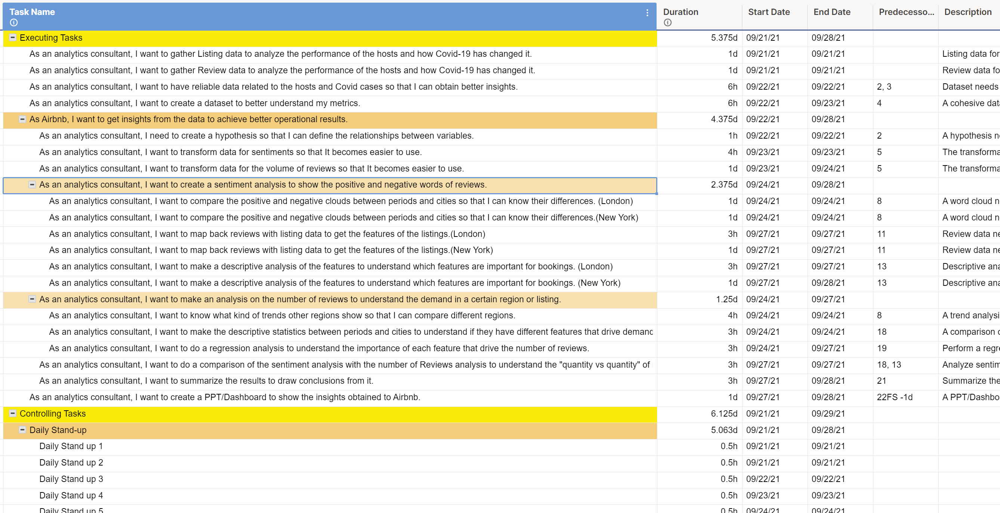 Task Name Duration Start Date End Date Predecesso... Description
Executing Tasks 5.375d 09/21/21 09/28/21
As an analytics consultant, I want to gather Listing data to analyze the performance of the hosts and how Covid-19 has changed it. 1d 09/21/21 09/21/21 Listing data for
As an analytics consultant, I want to gather Review data to analyze the performance of the hosts and how Covid-19 has changed it. 1d 09/21/21 09/21/21 Review data fo
As an analytics consultant, I want to have reliable data related to the hosts and Covid cases so that I can obtain better insights. 6h 09/22/21 09/22/21 2, 3 Dataset needs
As an analytics consultant, I want to create a dataset to better understand my metrics. 6h 09/22/21 09/23/21 4 A cohesive dat
As Airbnb, I want to get insights from the data to achieve better operational results. 4.375d 09/22/21 09/28/21
As an analytics consultant, I need to create a hypothesis so that I can define the relationships between variables. 1h 09/22/21 09/22/21 2 A hypothesis n
As an analytics consultant, I want to transform data for sentiments so that It becomes easier to use. 4h 09/23/21 09/23/21 5 The transforma
As an analytics consultant, I want to transform data for the volume of reviews so that It becomes easier to use. 1d 09/23/21 09/24/21 5 The transforma
As an analytics consultant, I want to create a sentiment analysis to show the positive and negative words of reviews. 2.375d 09/24/21 09/28/21
As an analytics consultant, I want to compare the positive and negative clouds between periods and cities so that I can know their differences. (London) 1d 09/24/21 09/24/21 8 A word cloud n
As an analytics consultant, I want to compare the positive and negative clouds between periods and cities so that I can know their differences.(New York) 1d 09/24/21 09/24/21 8 A word cloud n
As an analytics consultant, I want to map back reviews with listing data to get the features of the listings.(London) 3h 09/27/21 09/27/21 11 Review data ne
As an analytics consultant, I want to map back reviews with listing data to get the features of the listings.(New York) 1d 09/27/21 09/27/21 11 Review data ne
As an analytics consultant, I want to make a descriptive analysis of the features to understand which features are important for bookings. (London) 3h 09/27/21 09/27/21 13 Descriptive ana
As an analytics consultant, I want to make a descriptive analysis of the features to understand which features are important for bookings. (New York) 1d 09/27/21 09/28/21 13 Descriptive ana
As an analytics consultant, I want to make an analysis on the number of reviews to understand the demand in a certain region or listing. 1.25d 09/24/21 09/27/21
As an analytics consultant, I want to know what kind of trends other regions show so that I can compare different regions. 4h 09/24/21 09/24/21 8 A trend analysi
As an analytics consultant, I want to make the descriptive statistics between periods and cities to understand if they have different features that drive demand 3h 09/24/21 09/24/21 18 A comparison
As an analytics consultant, I want to do a regression analysis to understand the importance of each feature that drive the number of reviews. 3h 09/24/21 09/27/21 19 Perform a regre
As an analytics consultant, I want to do a comparison of the sentiment analysis with the number of Reviews analysis to understand the "quantity vs quantity" of 3h 09/27/21 09/27/21 18, 13 Analyze sentim
As an analytics consultant, I want to summarize the results to draw conclusions from it. 3h 09/27/21 09/28/21 21 Summarize the
As an analytics consultant, I want to create a PPT/Dashboard to show the insights obtained to Airbnb. 1d 09/27/21 09/28/21 22FS -1d A PPT/Dashbo
Controlling Tasks 6.125d 09/21/21 09/29/21
Daily Stand-up 5.063d 09/21/21 09/28/21
Daily Stand up 1 0.5h 09/21/21 09/21/21
Daily Stand up 2 0.5h 09/21/21 09/21/21
Daily Stand up 3 0.5h 09/22/21 09/22/21
Daily Stand up 4 0.5h 09/23/21 09/23/21
Daily Stand up 5 0.5h 09/24/21 09/24/21